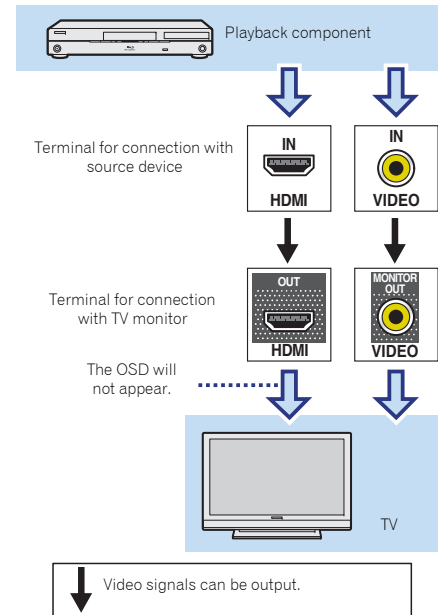 Playback component
Terminal for connection with
source device
IN
HDMI
IN
VIDEO
Terminal for connection
with TV monitor
OUT
HDMI
MONITOR
OUT
VIDEO
The OSD will
not appear.
TV
Video signals can be output.